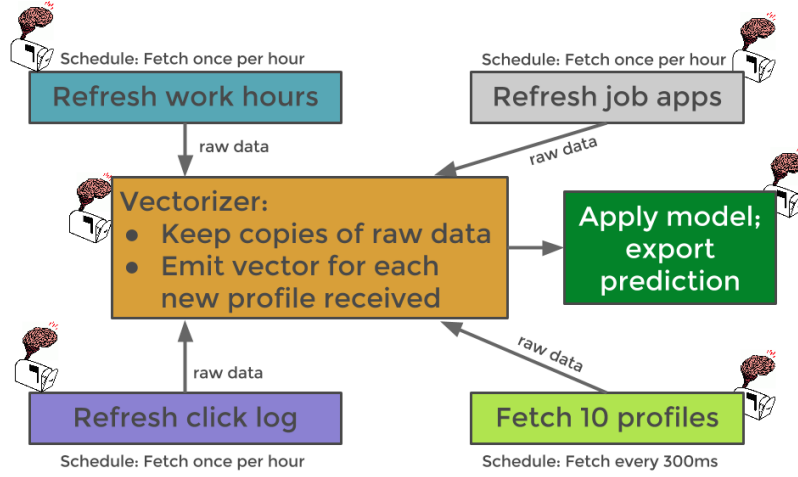 Schedule: Fetch once per hour
Refresh work hours
Schedule: Fetch once per hour
Refresh job apps
raw data
raw data
Vectorizer:
● Keep copies of raw data
● Emit vector for each
new profile received
Apply model;
export
prediction
raw data
raw data
Refresh click log
Schedule: Fetch once per hour
Fetch 10 profiles
Schedule: Fetch every 300ms